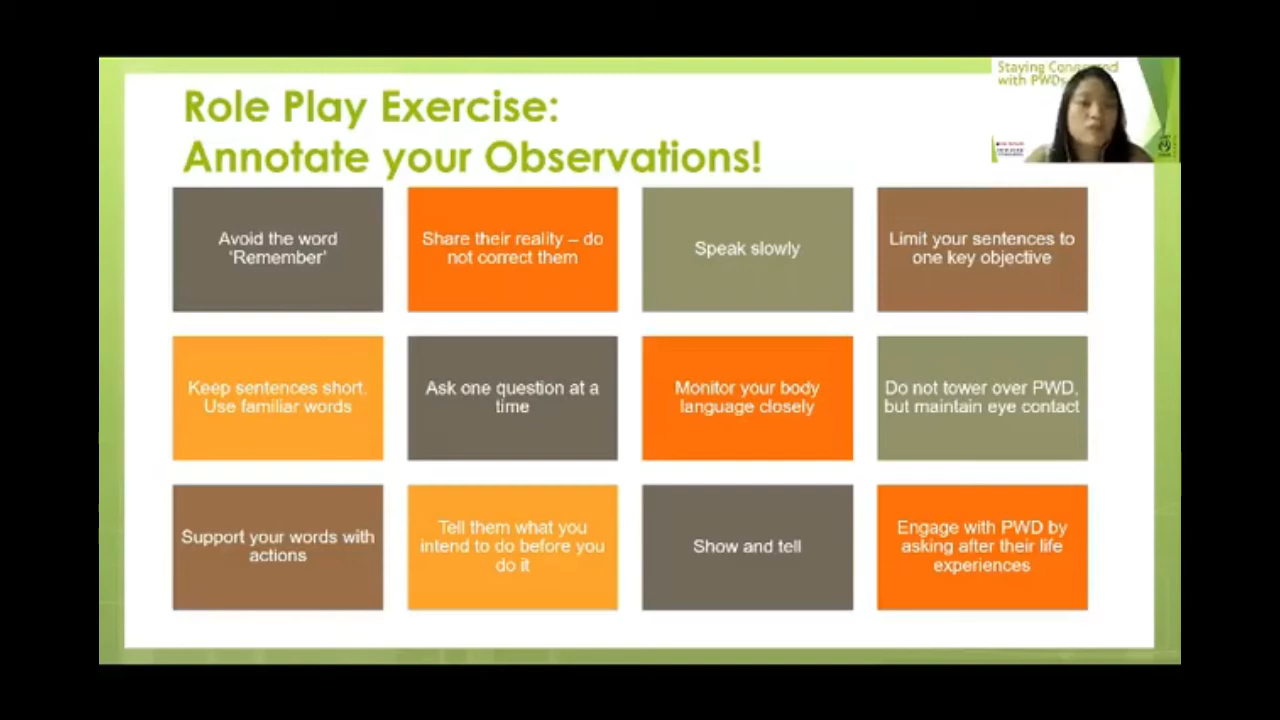 Staying Connected
with PWDs
Role Play Exercise:
Annotate your Observations!
Avoid the word
‘Remember’
Share their reality – do
not correct them
Speak slowly
Limit your sentences to
one key objective
Keep sentences short.
Use familiar words
Ask one question at a
time
Monitor your body
language closely
Do not tower over PWD,
but maintain eye contact
Support your words with
actions
Tell them what you
intend to do before you
do it
Show and tell
Engage with PWD by
asking after their life
experiences